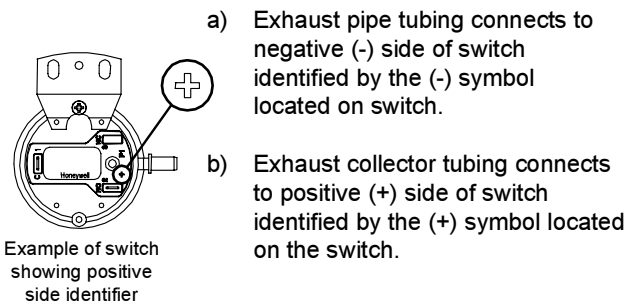 a) Exhaust pipe tubing connects to
negative (-) side of switch
identified by the (-) symbol
located on switch.
b) Exhaust collector tubing connects
to positive (+) side of switch
identified by the (+) symbol located
on the switch.
Honeywell
Example of switch
showing positive
side identifier